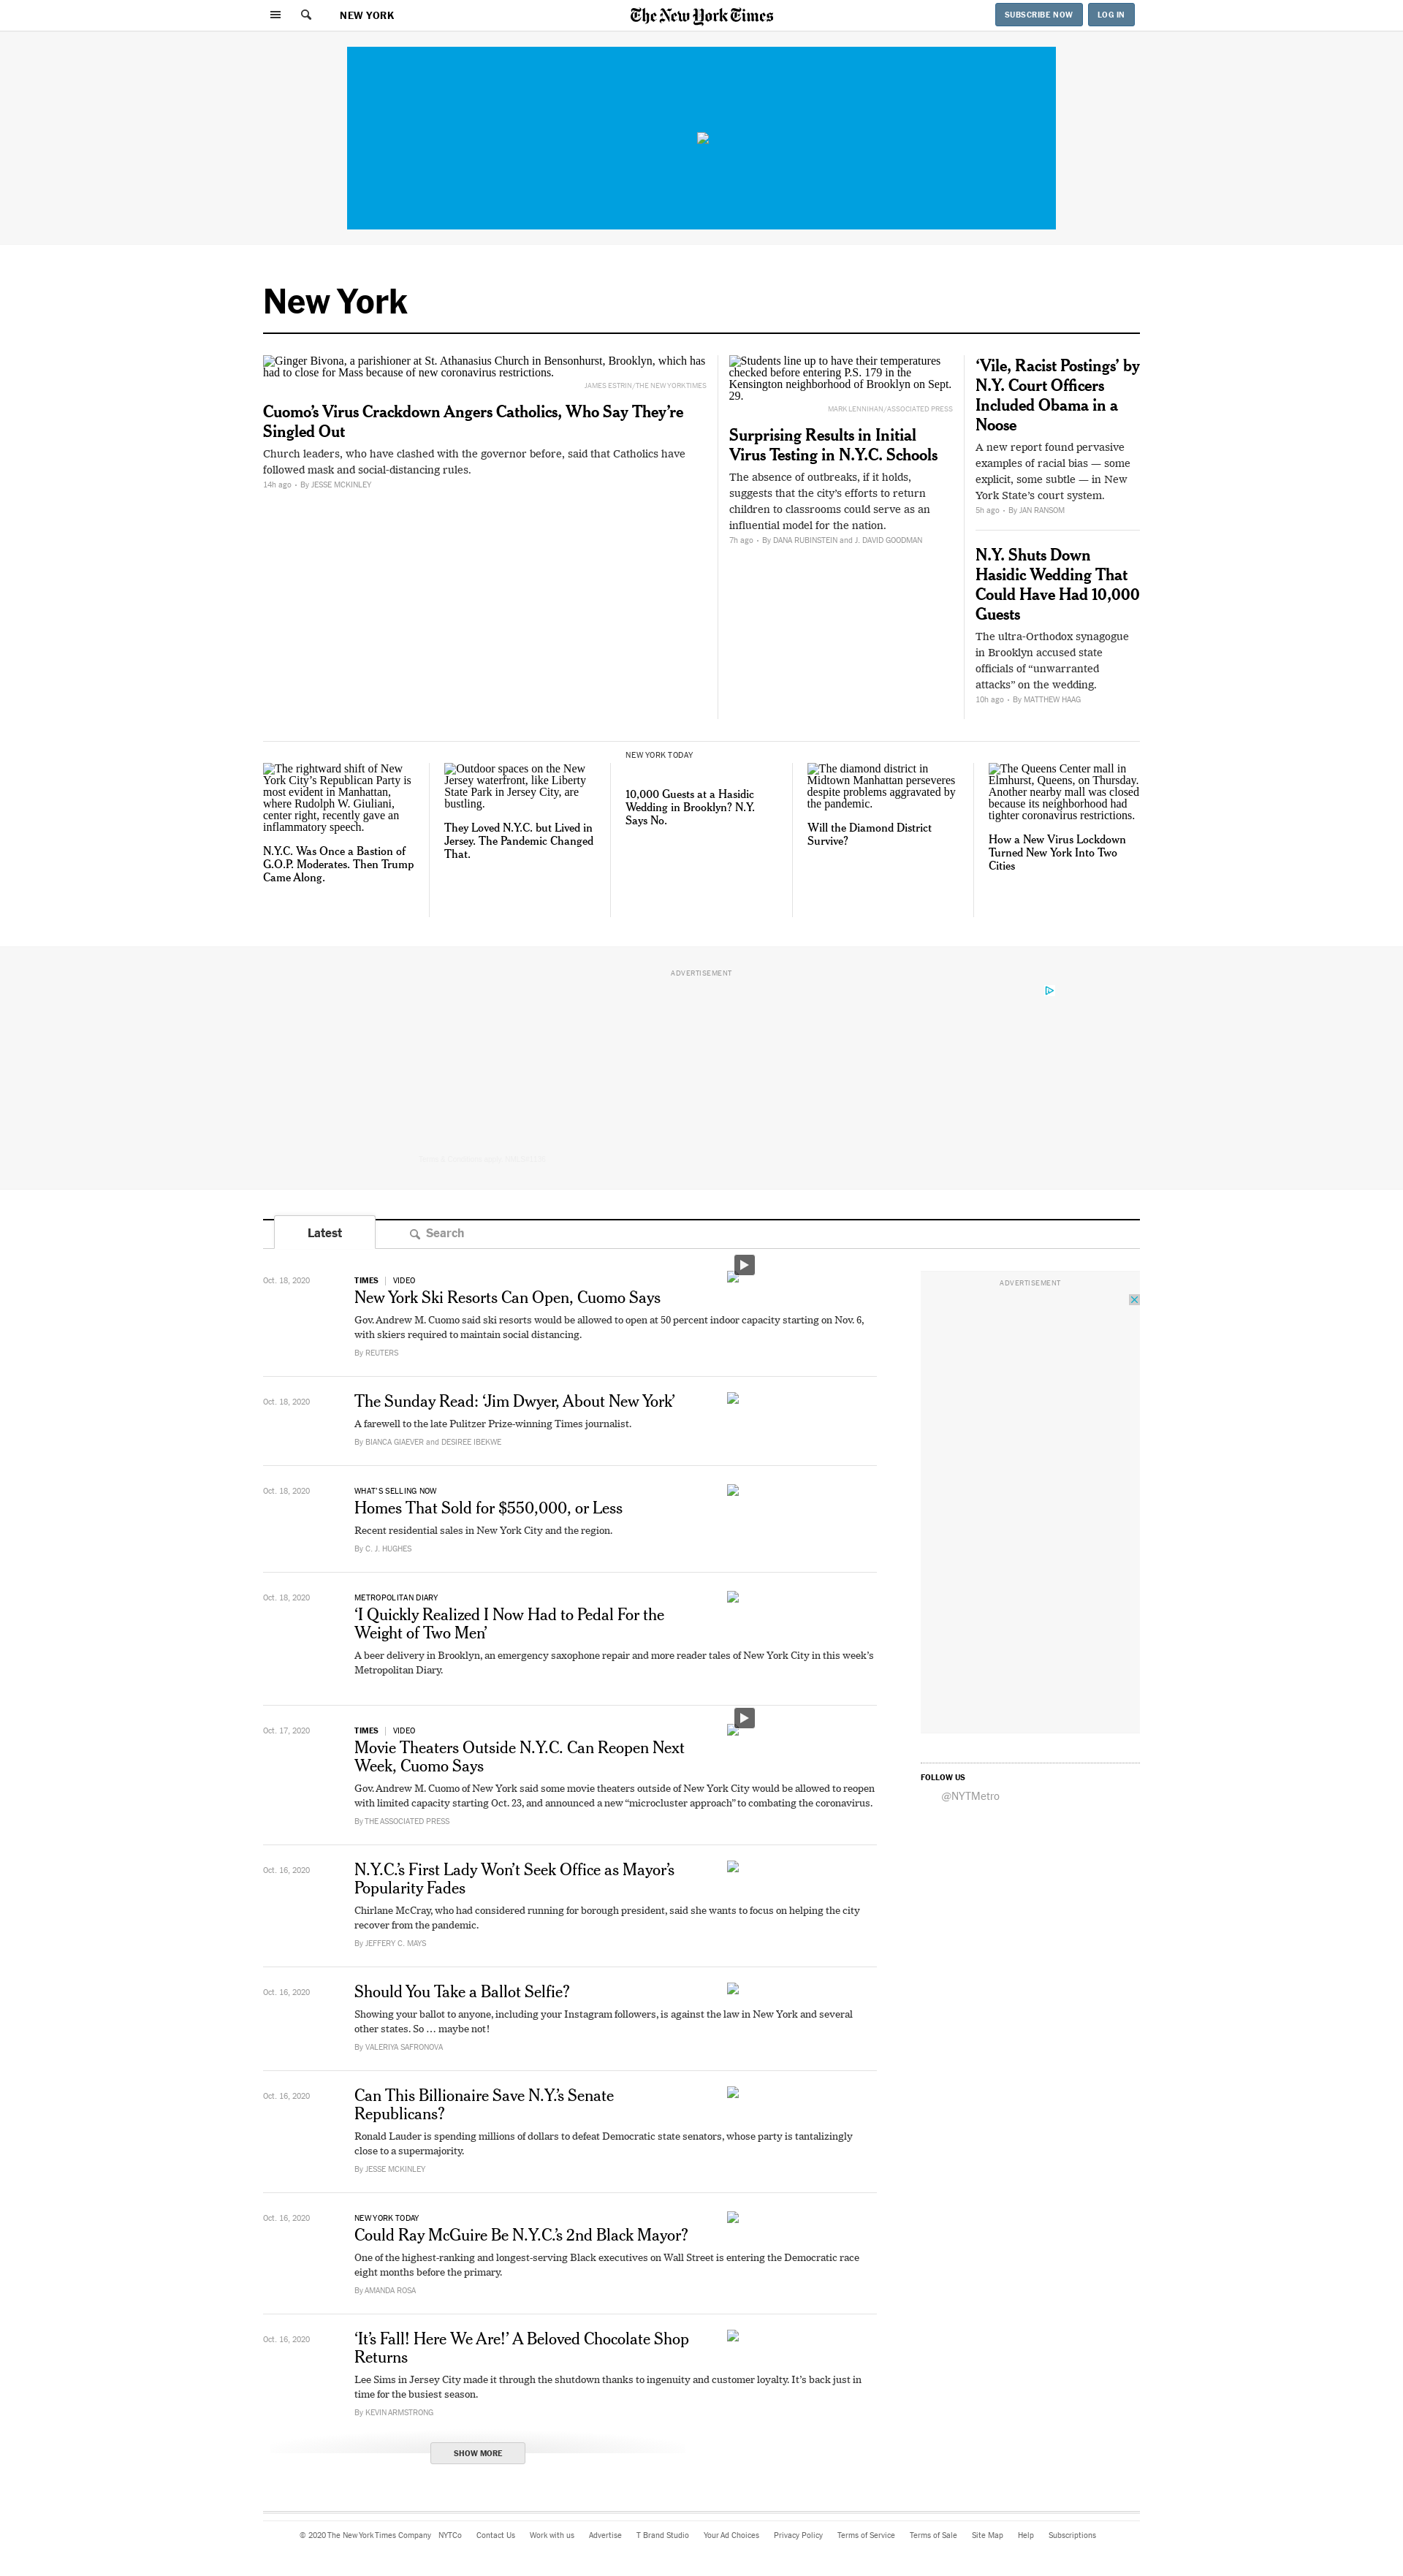 NEW YORK
The New York Times
SUBSCRIBE NOW
LOG IN
New York
Ginger Bivona, a parishioner at St. Athanasius Church in Bensonhurst, Brooklyn, which has
had to close for Mass because of new coronavirus restrictions.
JAMES ESTRIN/THE NEW YORK TIMES
Cuomo’s Virus Crackdown Angers Catholics, Who Say They’re
Singled Out
Church leaders, who have clashed with the governor before, said that Catholics have
followed mask and social-distancing rules.
14h ago • By JESSE MCKINLEY
Students line up to have their temperatures
checked before entering P.S. 179 in the
Kensington neighborhood of Brooklyn on Sept.
29.
MARK LENNIHAN/ASSOCIATED PRESS
Surprising Results in Initial
Virus Testing in N.Y.C. Schools
The absence of outbreaks, if it holds,
suggests that the city’s efforts to return
children to classrooms could serve as an
influential model for the nation.
7h ago • By DANA RUBINSTEIN and J. DAVID GOODMAN
‘Vile, Racist Postings’ by
N.Y. Court Officers
Included Obama in a
Noose
A new report found pervasive
examples of racial bias — some
explicit, some subtle — in New
York State’s court system.
5h ago • By JAN RANSOM
N.Y. Shuts Down
Hasidic Wedding That
Could Have Had 10,000
Guests
The ultra-Orthodox synagogue
in Brooklyn accused state
officials of “unwarranted
attacks” on the wedding.
10h ago • By MATTHEW HAAG
The rightward shift of New
York City’s Republican Party is
most evident in Manhattan,
where Rudolph W. Giuliani,
center right, recently gave an
inflammatory speech.
N.Y.C. Was Once a Bastion of
G.O.P. Moderates. Then Trump
Came Along.
Outdoor spaces on the New
Jersey waterfront, like Liberty
State Park in Jersey City, are
bustling.
They Loved N.Y.C. but Lived in
Jersey. The Pandemic Changed
That.
NEW YORK TODAY
10,000 Guests at a Hasidic
Wedding in Brooklyn? N.Y.
Says No.
The diamond district in
Midtown Manhattan perseveres
despite problems aggravated by
the pandemic.
Will the Diamond District
Survive?
The Queens Center mall in
Elmhurst, Queens, on Thursday.
Another nearby mall was closed
because its neighborhood had
tighter coronavirus restrictions.
How a New Virus Lockdown
Turned New York Into Two
Cities
ADVERTISEMENT
Latest
Search
Oct. 18, 2020
TIMES | VIDEO
New York Ski Resorts Can Open, Cuomo Says
Gov. Andrew M. Cuomo said ski resorts would be allowed to open at 50 percent indoor capacity starting on Nov. 6,
with skiers required to maintain social distancing.
By REUTERS
Oct. 18, 2020
The Sunday Read: ‘Jim Dwyer, About New York’
A farewell to the late Pulitzer Prize-winning Times journalist.
By BIANCA GIAEVER and DESIREE IBEKWE
Oct. 18, 2020
WHAT’S SELLING NOW
Homes That Sold for $550,000, or Less
Recent residential sales in New York City and the region.
By C. J. HUGHES
Oct. 18, 2020
METROPOLITAN DIARY
‘I Quickly Realized I Now Had to Pedal For the
Weight of Two Men’
A beer delivery in Brooklyn, an emergency saxophone repair and more reader tales of New York City in this week’s
Metropolitan Diary.
Oct. 17, 2020
TIMES | VIDEO
Movie Theaters Outside N.Y.C. Can Reopen Next
Week, Cuomo Says
Gov. Andrew M. Cuomo of New York said some movie theaters outside of New York City would be allowed to reopen
with limited capacity starting Oct. 23, and announced a new “microcluster approach” to combating the coronavirus.
By THE ASSOCIATED PRESS
Oct. 16, 2020
N.Y.C.’s First Lady Won’t Seek Office as Mayor’s
Popularity Fades
Chirlane McCray, who had considered running for borough president, said she wants to focus on helping the city
recover from the pandemic.
By JEFFERY C. MAYS
Oct. 16, 2020
Should You Take a Ballot Selfie?
Showing your ballot to anyone, including your Instagram followers, is against the law in New York and several
other states. So … maybe not!
By VALERIYA SAFRONOVA
Oct. 16, 2020
Can This Billionaire Save N.Y.’s Senate
Republicans?
Ronald Lauder is spending millions of dollars to defeat Democratic state senators, whose party is tantalizingly
close to a supermajority.
By JESSE MCKINLEY
Oct. 16, 2020
NEW YORK TODAY
Could Ray McGuire Be N.Y.C.’s 2nd Black Mayor?
One of the highest-ranking and longest-serving Black executives on Wall Street is entering the Democratic race
eight months before the primary.
By AMANDA ROSA
Oct. 16, 2020
‘It’s Fall! Here We Are!’ A Beloved Chocolate Shop
Returns
Lee Sims in Jersey City made it through the shutdown thanks to ingenuity and customer loyalty. It’s back just in
time for the busiest season.
By KEVIN ARMSTRONG
SHOW MORE
ADVERTISEMENT
FOLLOW US
@NYTMetro
© 2020 The New York Times Company NYTCo Contact Us Work with us Advertise T Brand Studio Your Ad Choices Privacy Policy Terms of Service Terms of Sale Site Map Help Subscriptions